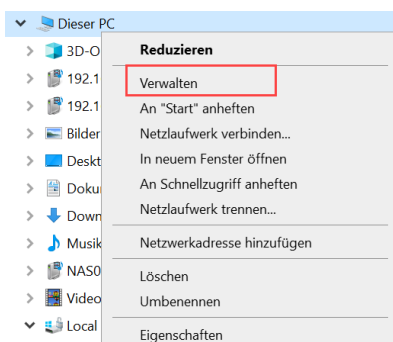 Dieser PC
3D-O
Reduzieren
192.1
Verwalten
192.1
An "Start" anheften
Bilder
Netzlaufwerk verbinden...
Deskt
In neuem Fenster öffnen
Doku
An Schnellzugriff anheften
Down
Netzlaufwerk trennen...
Musik
Netzwerkadresse hinzufügen
NAS0
Löschen
Video
Umbenennen
Local
Eigenschaften